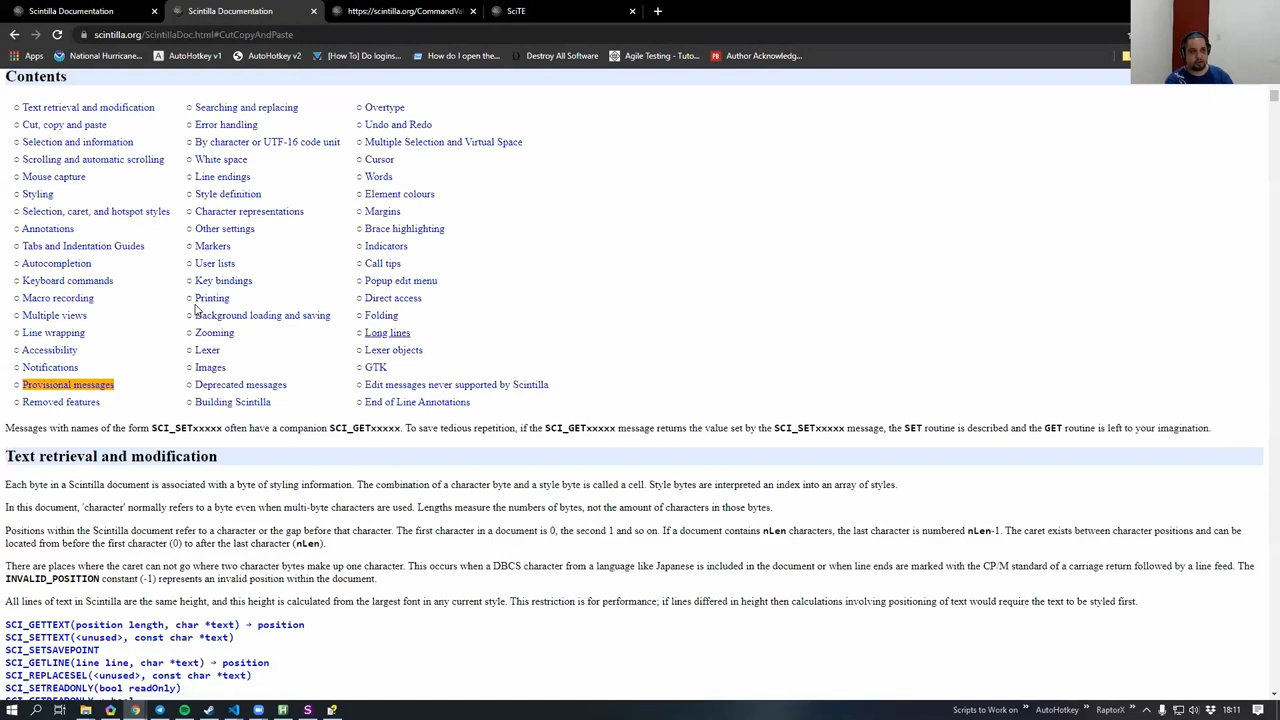 Scintilla Documentation
Scintilla Documentation
https://scintilla.org/CommandVal
SciTE
scintilla.org/ScintillaDoc.html#CutCopyAndPaste
Apps
National Hurricane...
AutoHotkey v1
AutoHotkey v2
[How To] Do logins...
How do I open the...
Destroy All Software
Agile Testing - Tuto...
Author Acknowledg...
Contents
Text retrieval and modification Searching and replacing Overtype
Cut, copy and paste Error handling Undo and Redo
Selection and information By character or UTF-16 code unit Multiple Selection and Virtual Space
Scrolling and automatic scrolling White space Cursor
Mouse capture Line endings Words
Styling Style definition Element colours
Selection, caret, and hotspot styles Character representations Margins
Annotations Other settings Brace highlighting
Tabs and Indentation Guides Markers Indicators
Autocompletion User lists Call tips
Keyboard commands Key bindings Popup edit menu
Macro recording Printing Direct access
Multiple views Background loading and saving Folding
Line wrapping Zooming Long lines
Accessibility Lexer Lexer objects
Notifications Images GTK
Provisional messages Deprecated messages Edit messages never supported by Scintilla
Removed features Building Scintilla End of Line Annotations
Messages with names of the form SCI_SETxxxxx often have a companion SCI_GETxxxxx. To save tedious repetition, if the SCI_GETxxxxx message returns the value set by the SCI_SETxxxxx message, the SET routine is described and the GET routine is left to your imagination.
Text retrieval and modification
Each byte in a Scintilla document is associated with a byte of styling information. The combination of a character byte and a style byte is called a cell. Style bytes are interpreted an index into an array of styles.
In this document, 'character' normally refers to a byte even when multi-byte characters are used. Lengths measure the numbers of bytes, not the amount of characters in those bytes.
Positions within the Scintilla document refer to a character or the gap before that character. The first character in a document is 0, the second 1 and so on. If a document contains nLen characters, the last character is numbered nLen-1. The caret exists between character positions and can be
located from before the first character (0) to after the last character (nLen).
There are places where the caret can not go where two character bytes make up one character. This occurs when a DBCS character from a language like Japanese is included in the document or when line ends are marked with the CP/M standard of a carriage return followed by a line feed. The
INVALID_POSITION constant (-1) represents an invalid position within the document.
All lines of text in Scintilla are the same height, and this height is calculated from the largest font in any current style. This restriction is for performance; if lines differed in height then calculations involving positioning of text would require the text to be styled first.
SCI_GETTEXT(position length, char *text) → position
SCI_SETTEXT(<unused>, const char *text)
SCI_SETSAVEPOINT
SCI_GETLINE(line line, char *text) → position
SCI_REPLACESEL(<unused>, const char *text)
SCI_SETREADONLY(bool readOnly)
Scripts to Work on
AutoHotkey
RaptorX
18:11